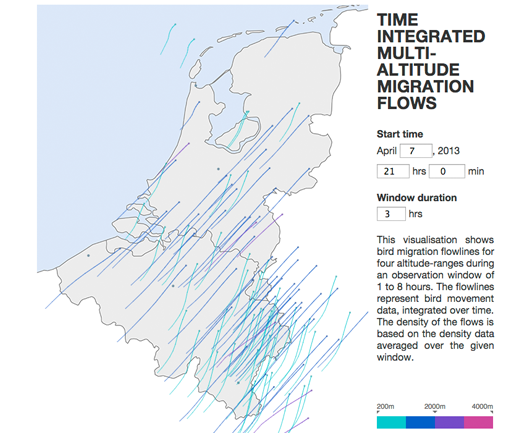 TIME
INTEGRATED
MULTI-
ALTITUDE
MIGRATION
FLOWS
Start time
April 7 , 2013
21 hrs 0 min
Window duration
3 hrs
This visualisation shows
bird migration flowlines for
four altitude-ranges during
an observation window of
1 to 8 hours. The flowlines
represent bird movement
data, integrated over time.
The density of the flows is
based on the density data
averaged over the given
window.
200m 2000m 4000m